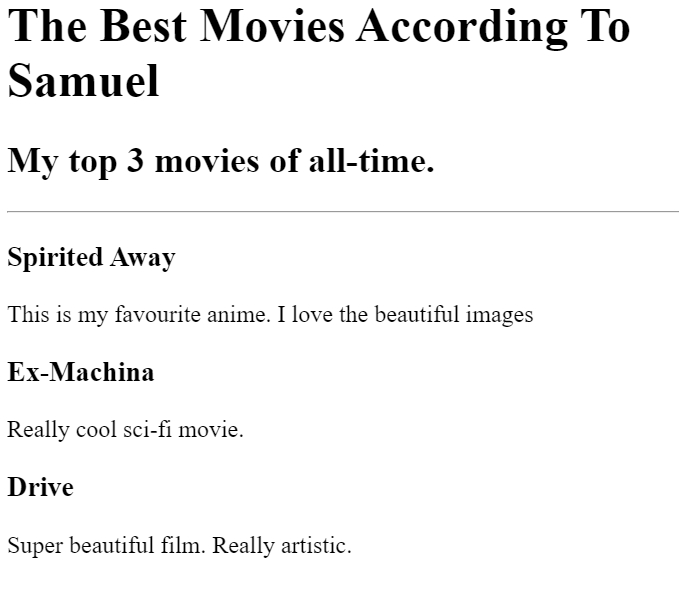 The Best Movies According To
Samuel
My top 3 movies of all-time.
Spirited Away
This is my favourite anime. I love the beautiful images
Ex-Machina
Really cool sci-fi movie.
Drive
Super beautiful film. Really artistic.